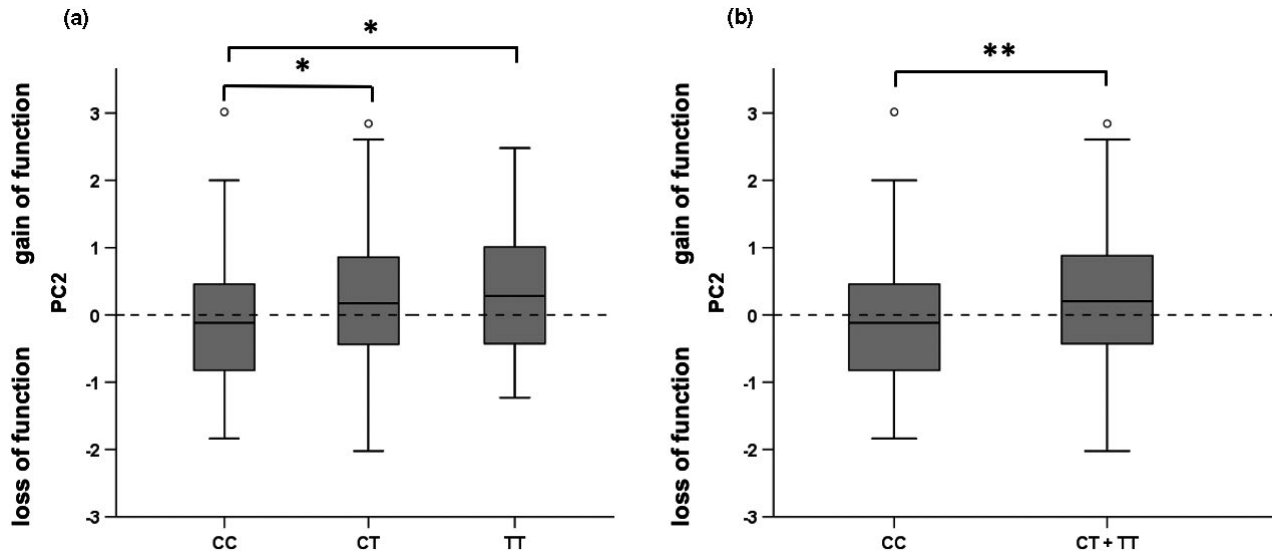 (a)
*
*
gain of function
loss of function
PC2
3
2
1
0
-1
-2
-3
CC
CT
TT
(b)
**
gain of function
loss of function
PC2
3
2
1
0
-1
-2
-3
CC
CT + TT